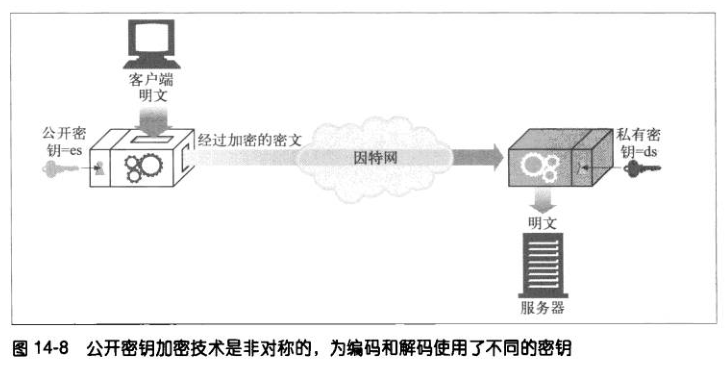 客户端
明文
公开密
钥=es
经过加密的密文
因特网
私有密
钥=ds
明文
服务器
图 14-8 公开密钥加密技术是非对称的，为编码和解码使用了不同的密钥